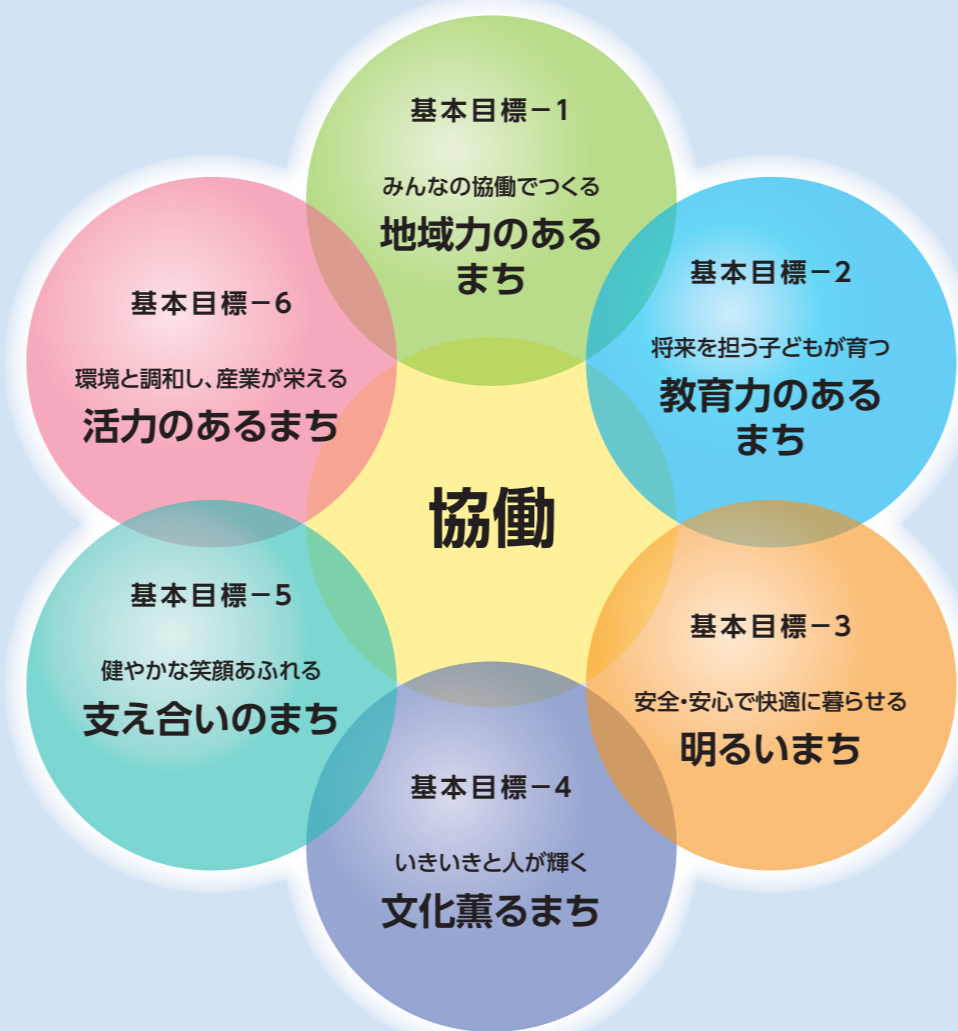 基本目標－1
みんなの協働でつくる
地域力のある
まち
基本目標－2
将来を担う子どもが育つ
教育力のある
まち
基本目標－3
安全・安心で快適に暮らせる
明るいまち
基本目標－4
いきいきと人が輝く
文化薫るまち
基本目標－5
健やかな笑顔あふれる
支え合いのまち
基本目標－6
環境と調和し、産業が栄える
活力のあるまち
協働